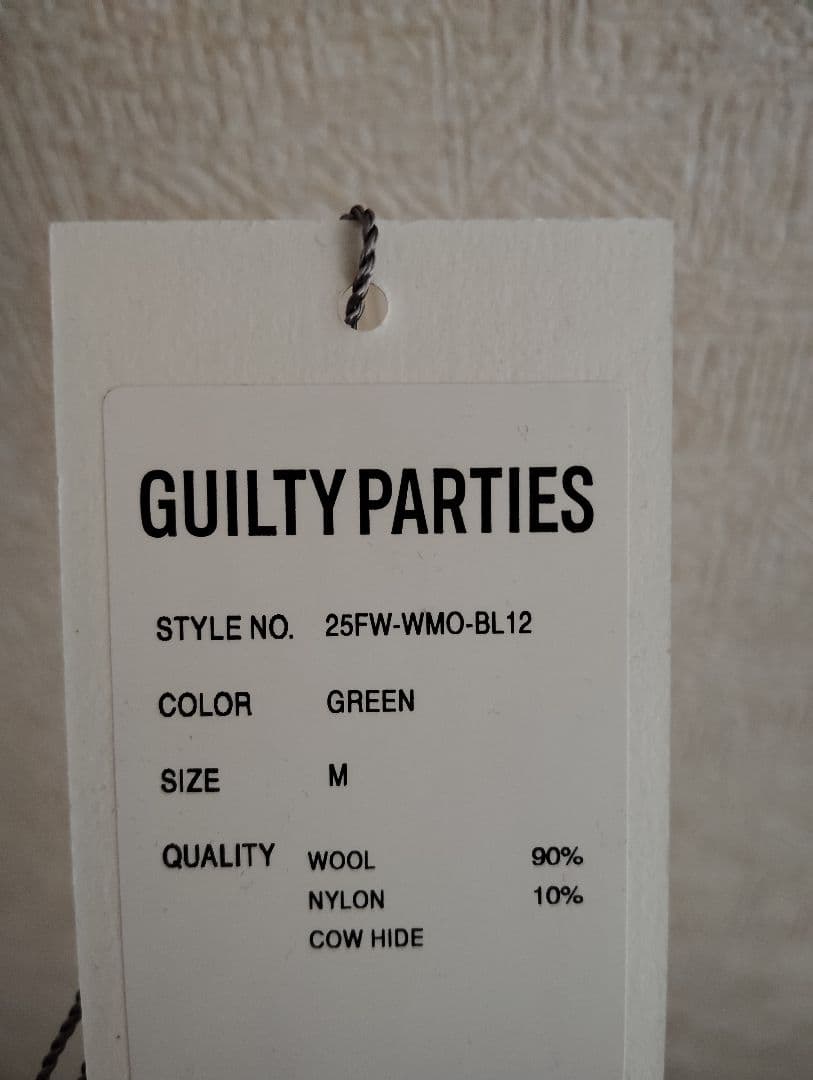 GUILTY PARTIES
STYLE NO. 25FW-WMO-BL12
COLOR GREEN
SIZE M
QUALITY WOOL 90%
NYLON 10%
COW HIDE